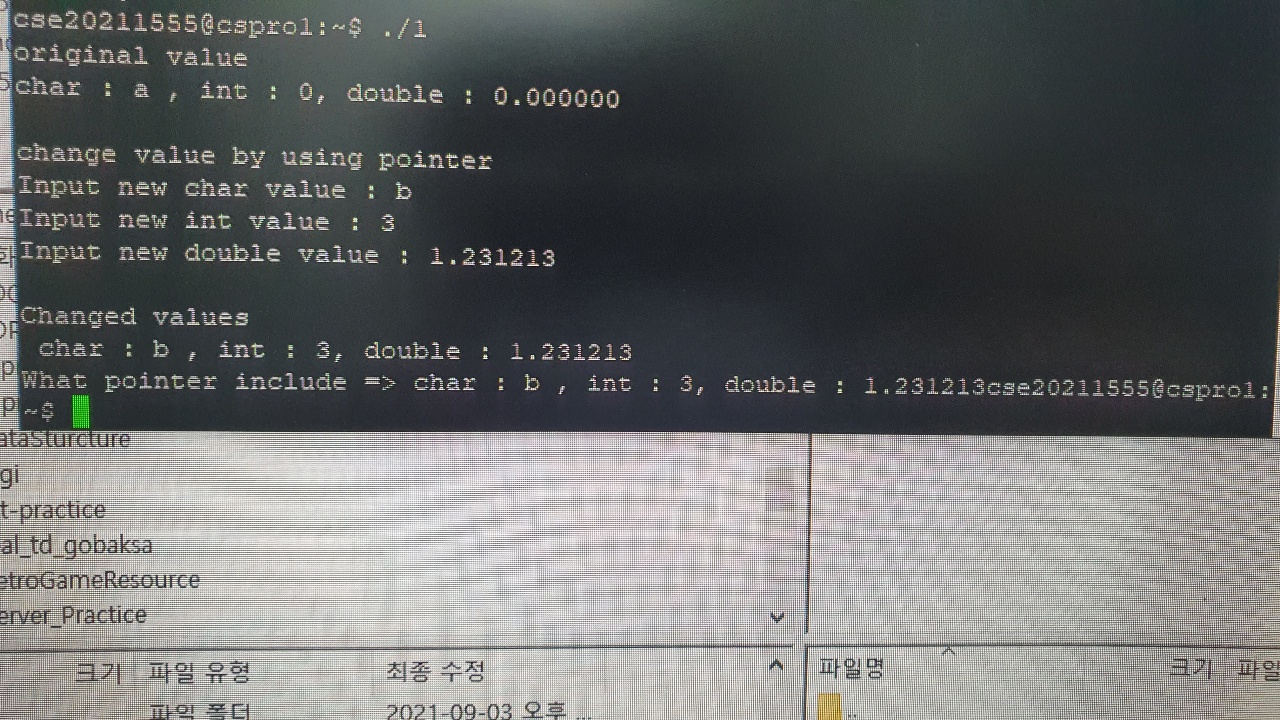 cse20211555@cspro1:~$ ./1
original value
char : a , int : 0, double : 0.000000
change value by using pointer
Input new char value : b
Input new int value : 3
Input new double value : 1.231213
Changed values
char : b , int : 3, double : 1.231213
What pointer include => char : b , int : 3, double : 1.231213cse20211555@cspro1:
~$
ataSturcture
gi
t-practice
al_td_gobaksa
etroGameResource
erver_Practice
크기 파일 유형 최종 수정
파일 폴더 2021-09-03 오후 ...
파일명 크기 파일
..